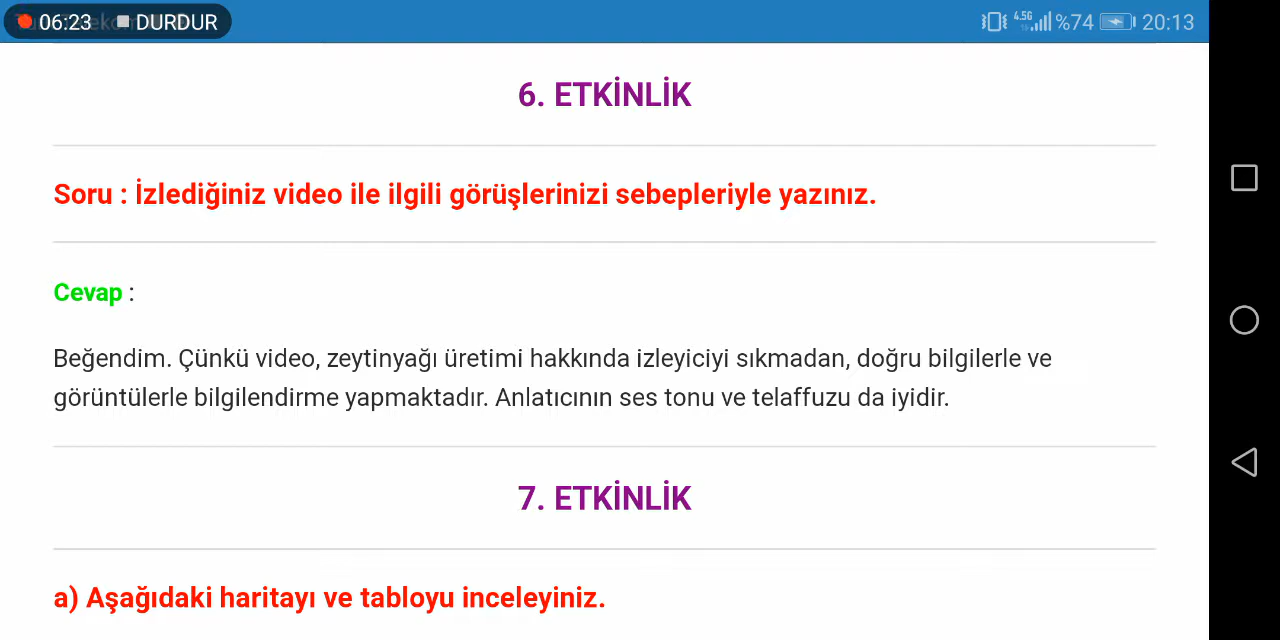 06:23 DURDUR 4.5G %74 20:13
6. ETKİNLİK
Soru : İzlediğiniz video ile ilgili görüşlerinizi sebepleriyle yazınız.
Cevap :
Beğendim. Çünkü video, zeytinyağı üretimi hakkında izleyiciyi sıkmadan, doğru bilgilerle ve
görüntülerle bilgilendirme yapmaktadır. Anlatıcının ses tonu ve telaffuzu da iyidir.
7. ETKİNLİK
a) Aşağıdaki haritayı ve tabloyu inceleyiniz.